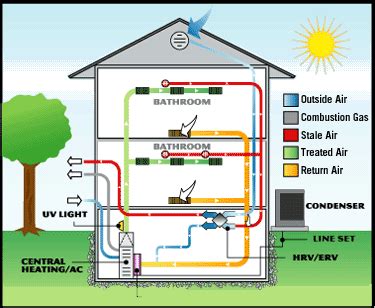 BATHROOM
BATHROOM
Outside Air
Combustion Gas
Stale Air
Treated Air
Return Air
UV LIGHT
CENTRAL
HEATING/AC
HRV/ERV
CONDENSER
LINE SET